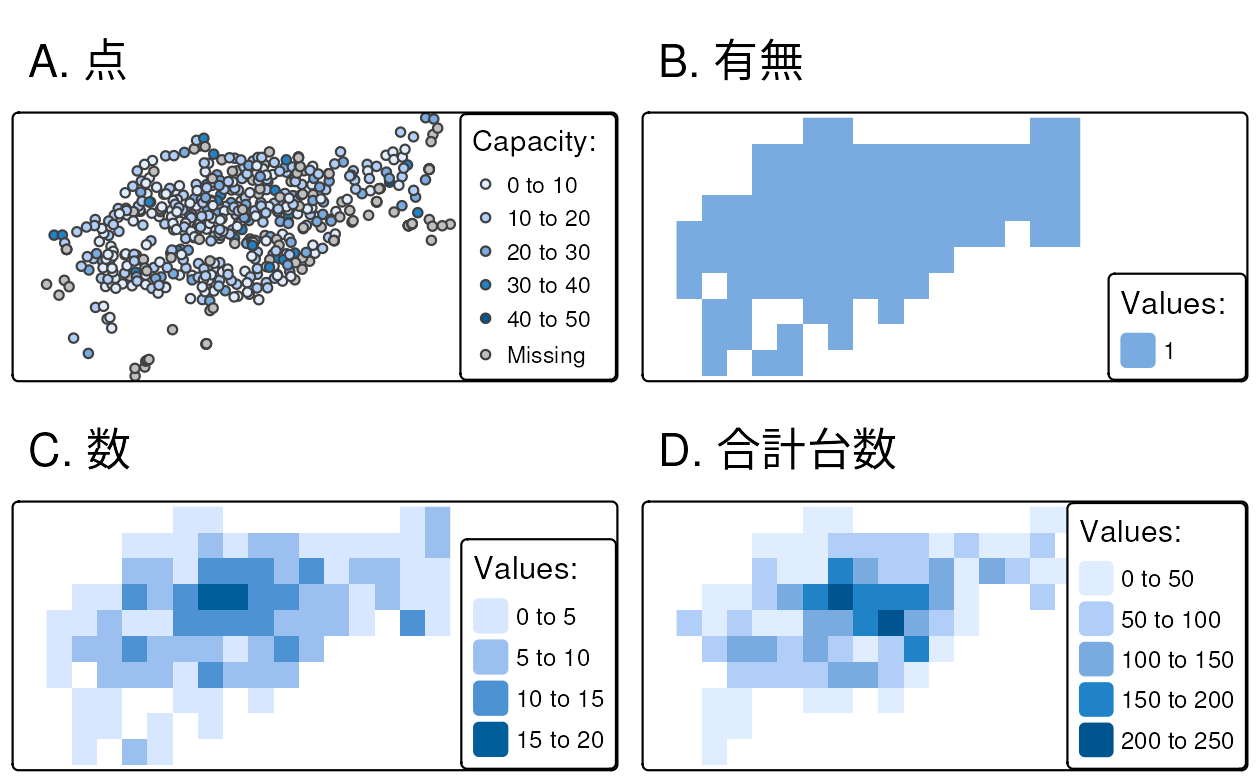 A. 点
Capacity:
0 to 10
10 to 20
20 to 30
30 to 40
40 to 50
Missing
B. 有無
Values:
1
C. 数
Values:
0 to 5
5 to 10
10 to 15
15 to 20
D. 合計台数
Values:
0 to 50
50 to 100
100 to 150
150 to 200
200 to 250